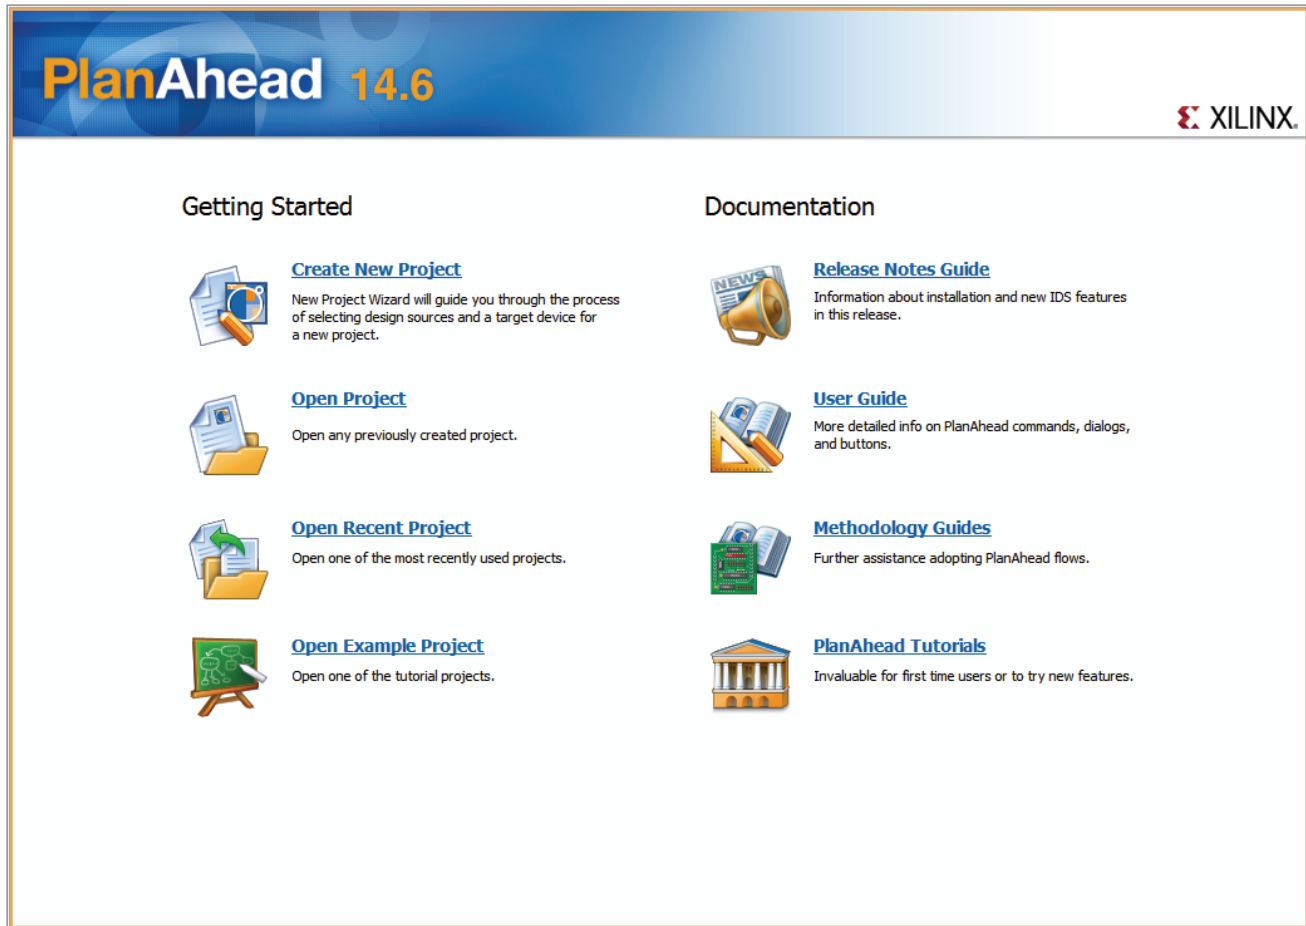 PlanAhead 14.6
XILINX.
Getting Started
Create New Project
New Project Wizard will guide you through the process
of selecting design sources and a target device for
a new project.
Open Project
Open any previously created project.
Open Recent Project
Open one of the most recently used projects.
Open Example Project
Open one of the tutorial projects.
Documentation
NEWS
Release Notes Guide
Information about installation and new IDS features
in this release.
User Guide
More detailed info on PlanAhead commands, dialogs,
and buttons.
Methodology Guides
Further assistance adopting PlanAhead flows.
PlanAhead Tutorials
Invaluable for first time users or to try new features.